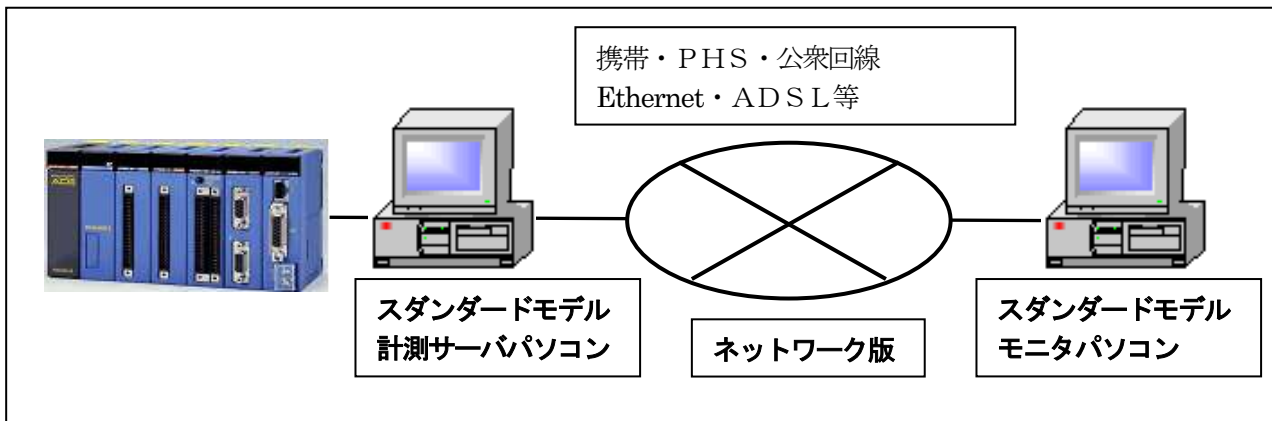 携帯・ＰＨＳ・公衆回線
Ethernet・ＡＤＳＬ等
スダンダードモデル
計測サーバパソコン
ネットワーク版
スダンダードモデル
モニタパソコン